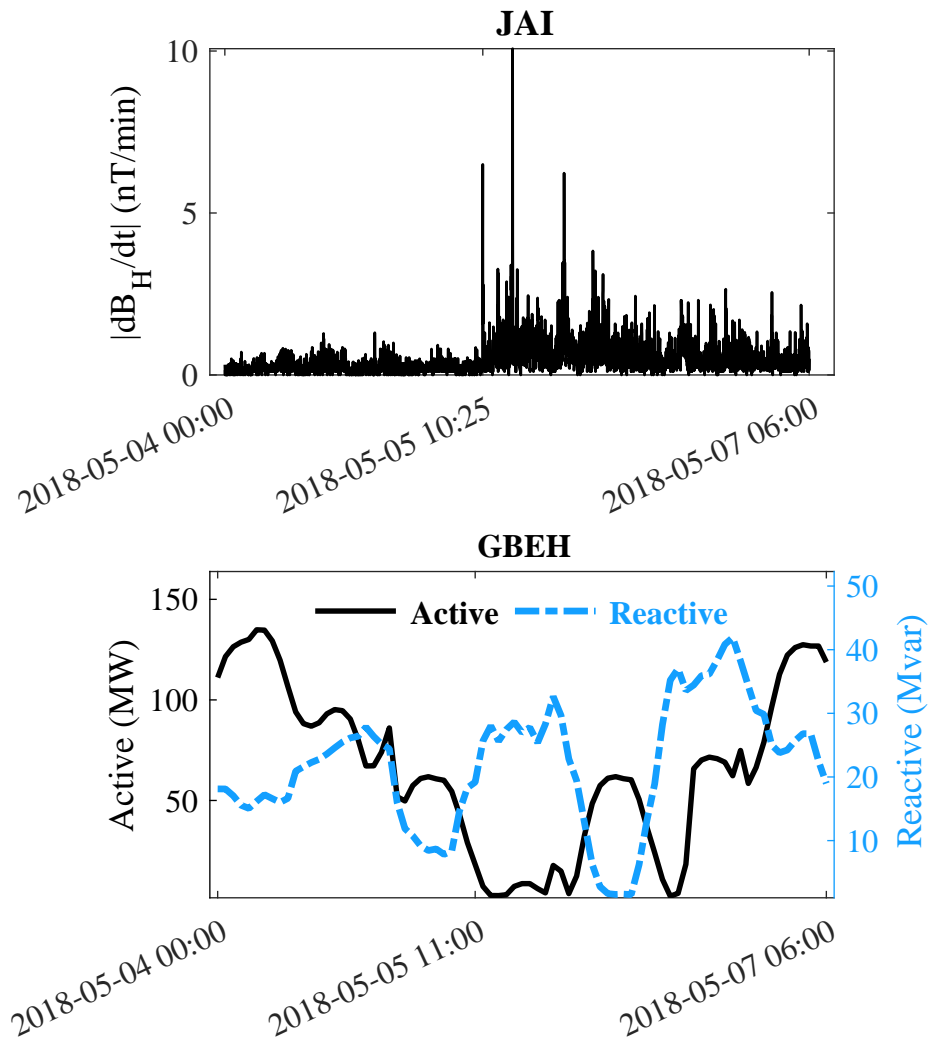 JAI
|dB_H/dt| (nT/min)
10
5
0
2018-05-04 00:00
2018-05-05 10:25
2018-05-07 06:00
GBEH
Active (MW)
150
100
50
Active
Reactive
50
40
30
20
10
Reactive (Mvar)
2018-05-04 00:00
2018-05-05 11:00
2018-05-07 06:00